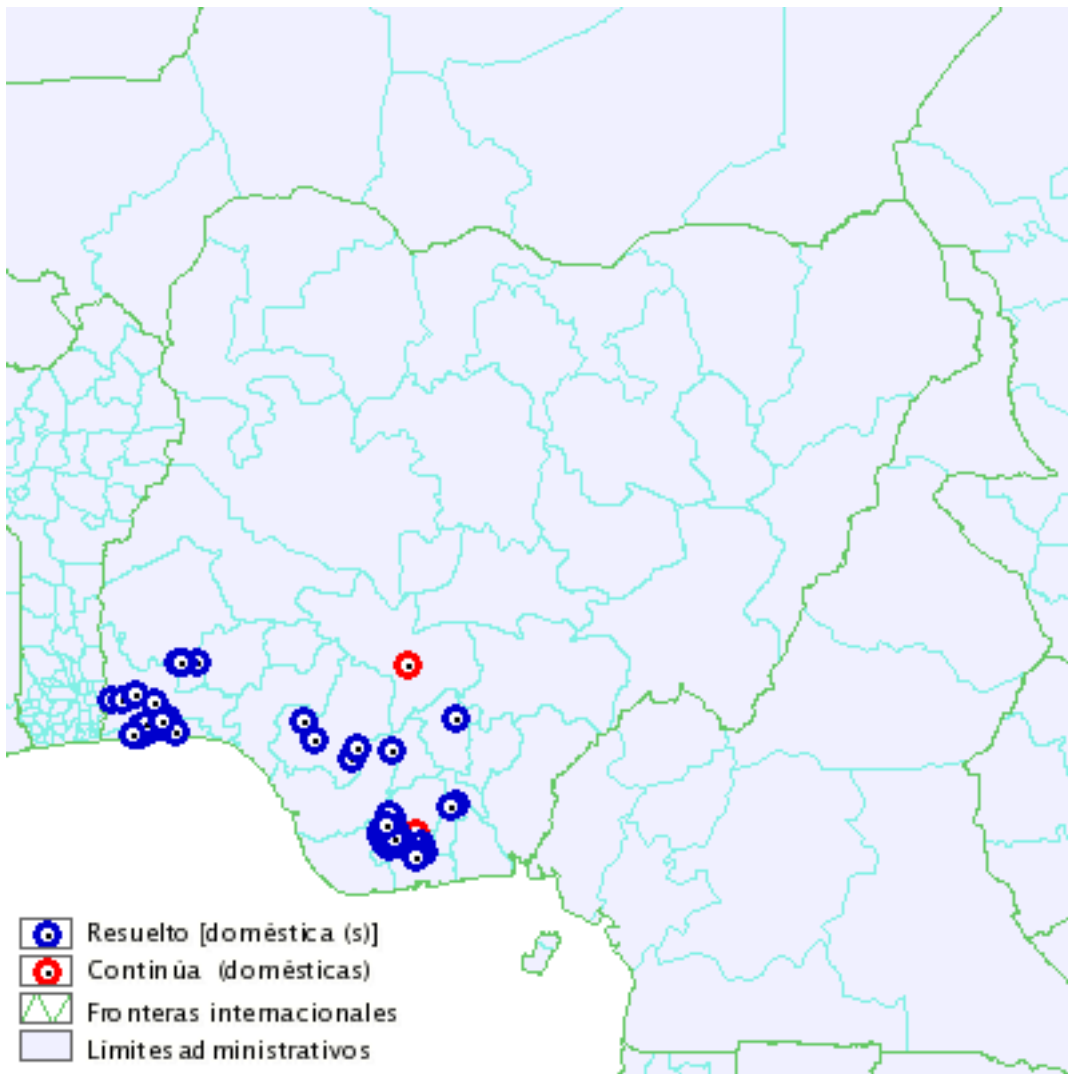 Resuelto [doméstica (s)]
Continúa (domésticas)
Fronteras internacionales
Límites administrativos